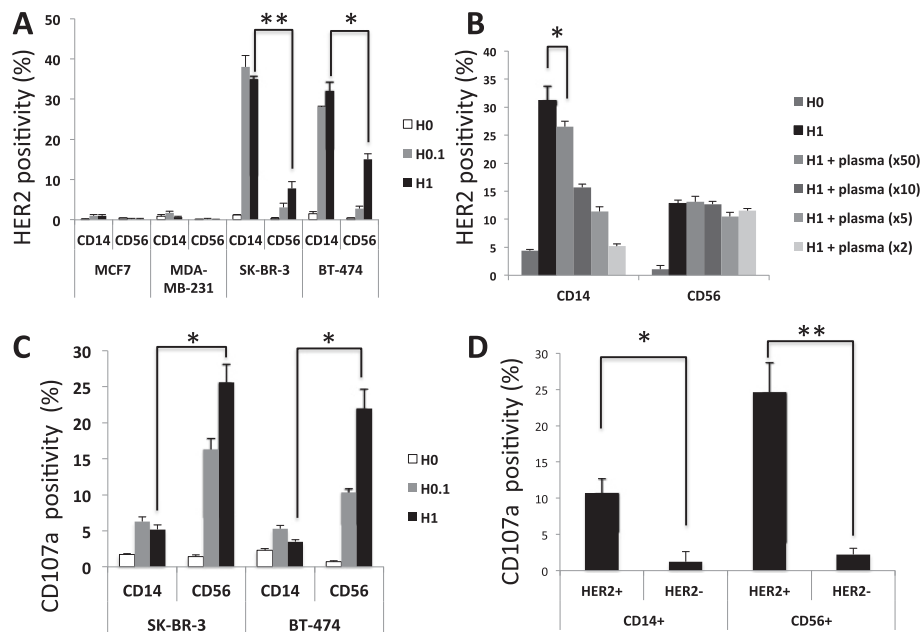 A
HER2 positivity (%)
50
40
30
20
10
0
** *
CD14 CD56 CD14 CD56 CD14 CD56 CD14 CD56
MCF7 MDA-MB-231 SK-BR-3 BT-474
H0
H0.1
H1
B
HER2 positivity (%)
40
35
30
25
20
15
10
5
0
*
CD14 CD56
H0
H1
H1 + plasma (x50)
H1 + plasma (x10)
H1 + plasma (x5)
H1 + plasma (x2)
C
CD107a positivity (%)
30
25
20
15
10
5
0
* *
CD14 CD56 CD14 CD56
SK-BR-3 BT-474
H0
H0.1
H1
D
CD107a positivity (%)
30
25
20
15
10
5
0
* **
HER2+ HER2- HER2+ HER2-
CD14+ CD56+